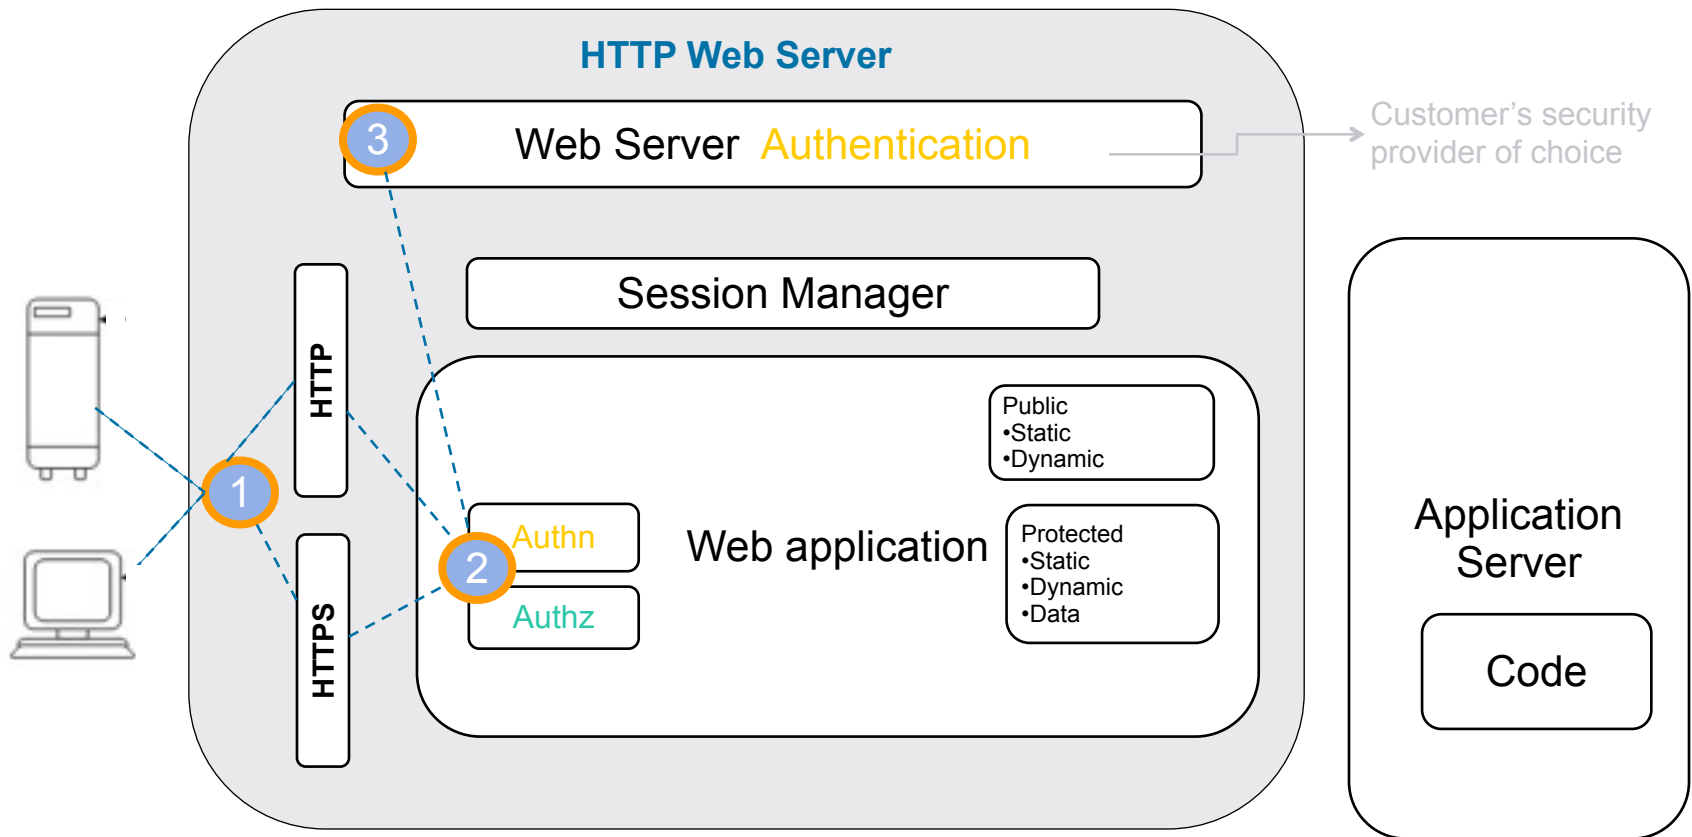 HTTP Web Server
3
Web Server Authentication
Customer's security
provider of choice
Session Manager
HTTP
Public
•Static
•Dynamic
1
Authn
2
Authz
Web application
Protected
•Static
•Dynamic
•Data
HTTPS
Application
Server
Code